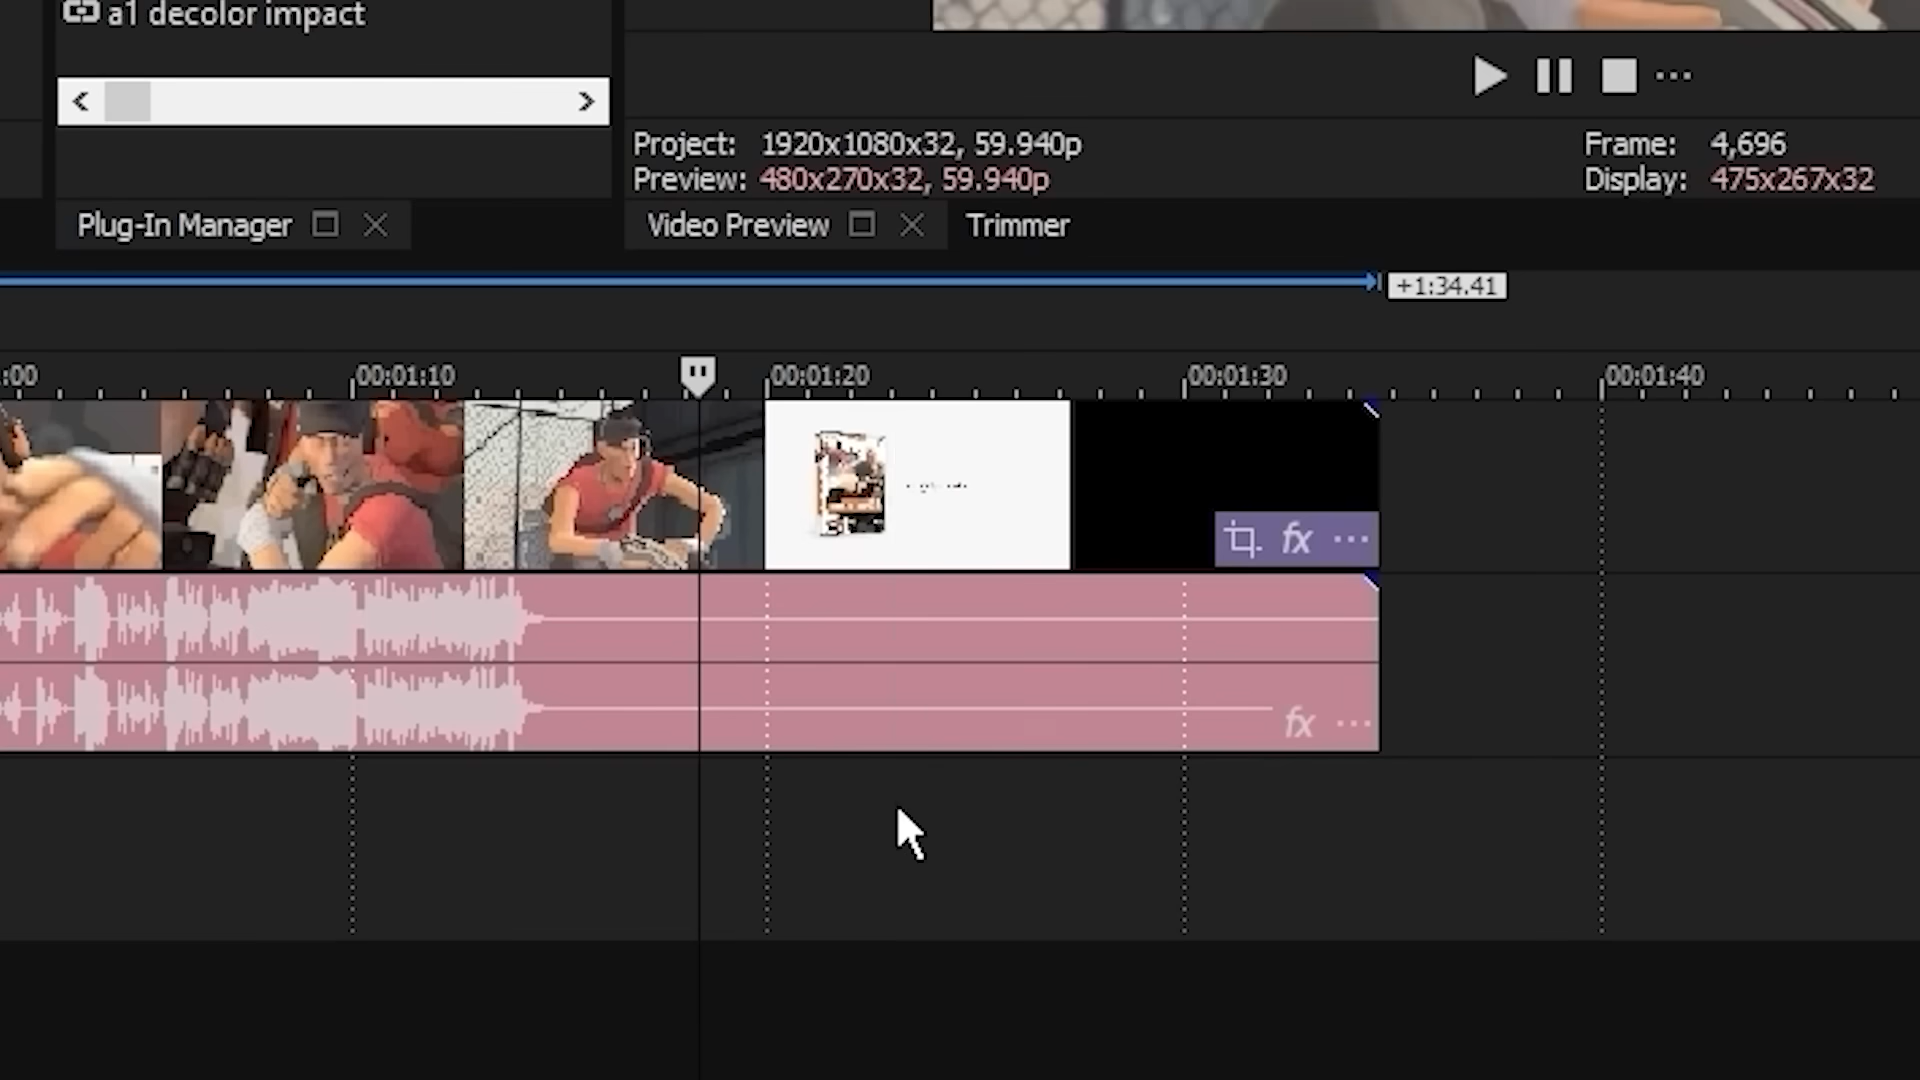 a1 decolor impact
Project: 1920x1080x32, 59.940p
Preview: 480x270x32, 59.940p
Frame: 4,696
Display: 475x267x32
Plug-In Manager
Video Preview
Trimmer
+1:34.41
:00
00:01:10
00:01:20
00:01:30
00:01:40
fx
fx